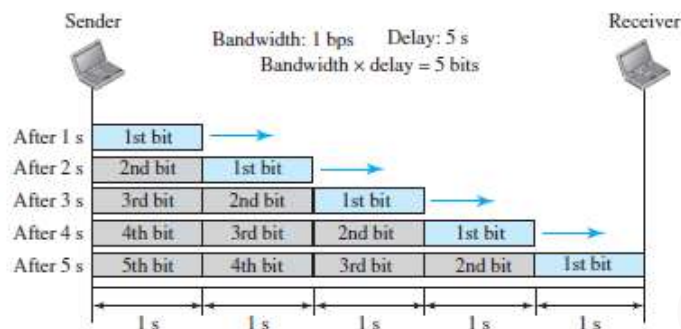 Sender
Receiver
Bandwidth: 1 bps Delay: 5 s
Bandwidth × delay = 5 bits
After 1 s 1st bit
After 2 s 2nd bit 1st bit
After 3 s 3rd bit 2nd bit 1st bit
After 4 s 4th bit 3rd bit 2nd bit 1st bit
After 5 s 5th bit 4th bit 3rd bit 2nd bit 1st bit
1 s 1 s 1 s 1 s 1 s